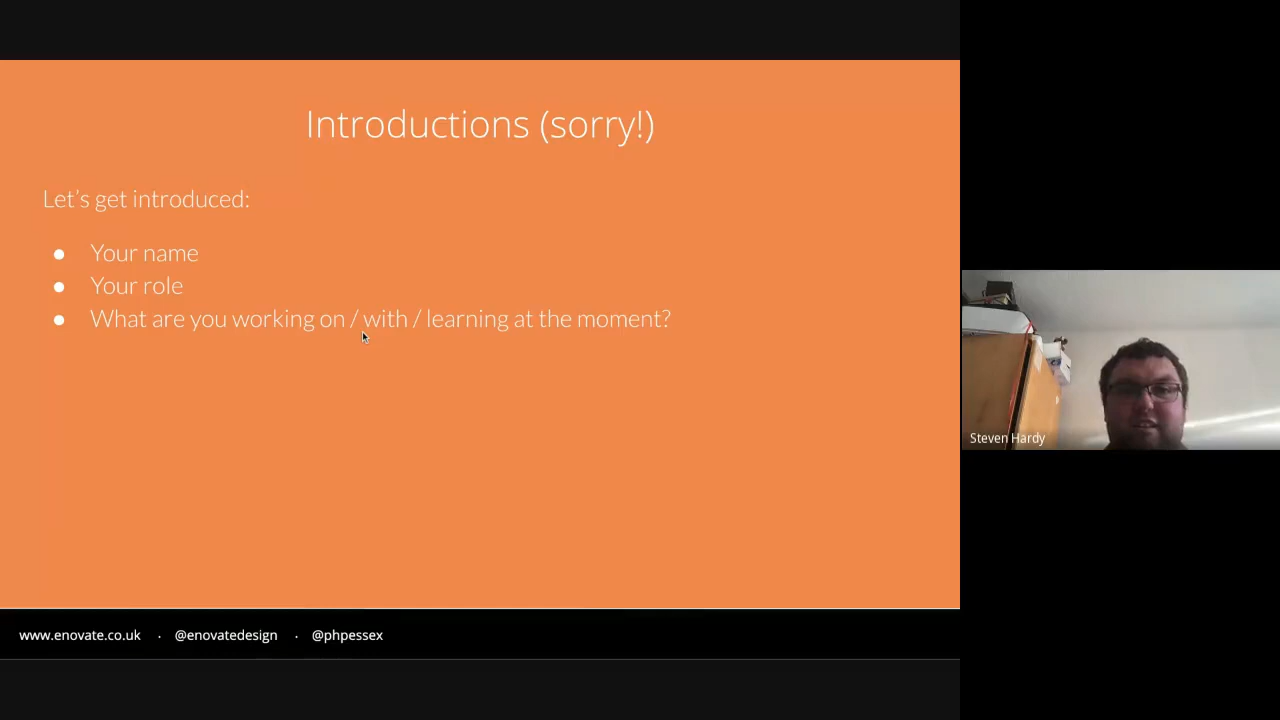 Introductions (sorry!)
Let's get introduced:
● Your name
● Your role
● What are you working on / with / learning at the moment?
Steven Hardy
www.enovate.co.uk · @enovatedesign · @phpessex